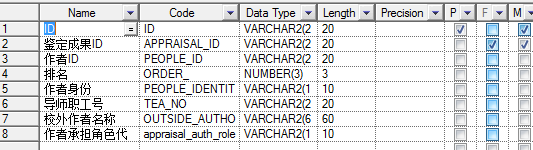 Name Code Data Type Length Precision P F M
1 ID = ID VARCHAR2(2 20
2 鉴定成果ID APPRAISAL_ID VARCHAR2(2 20
3 作者ID PEOPLE_ID VARCHAR2(2 20
4 排名 ORDER_ NUMBER(3) 3
5 作者身份 PEOPLE_IDENTIT VARCHAR2(1 10
6 导师职工号 TEA_NO VARCHAR2(2 20
7 校外作者名称 OUTSIDE_AUTHO VARCHAR2(6 60
8 作者承担角色代 appraisal_auth_role VARCHAR2(1 10